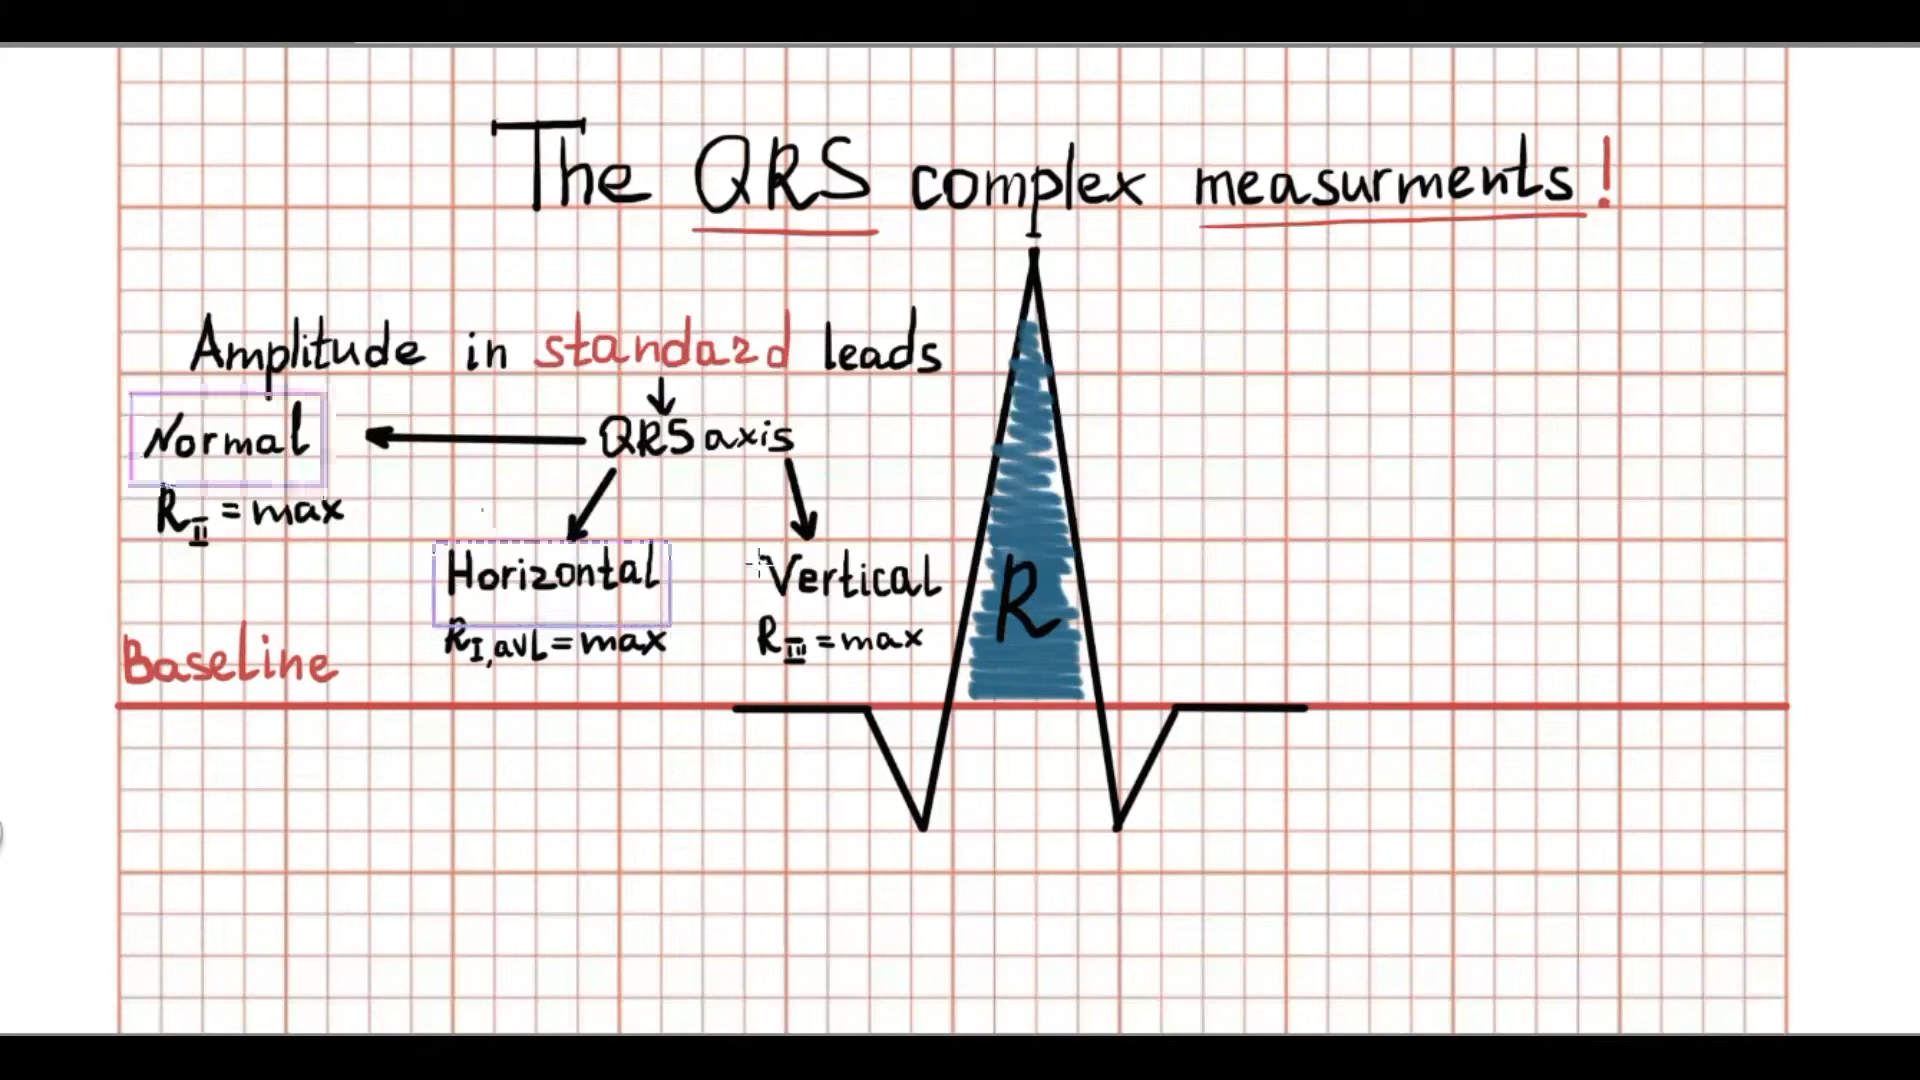 The QRS complex measurments!
Amplitude in standard leads
Normal
QRS axis
R II = max
Horizontal
Vertical
R I, avL = max
R III = max
Baseline
R